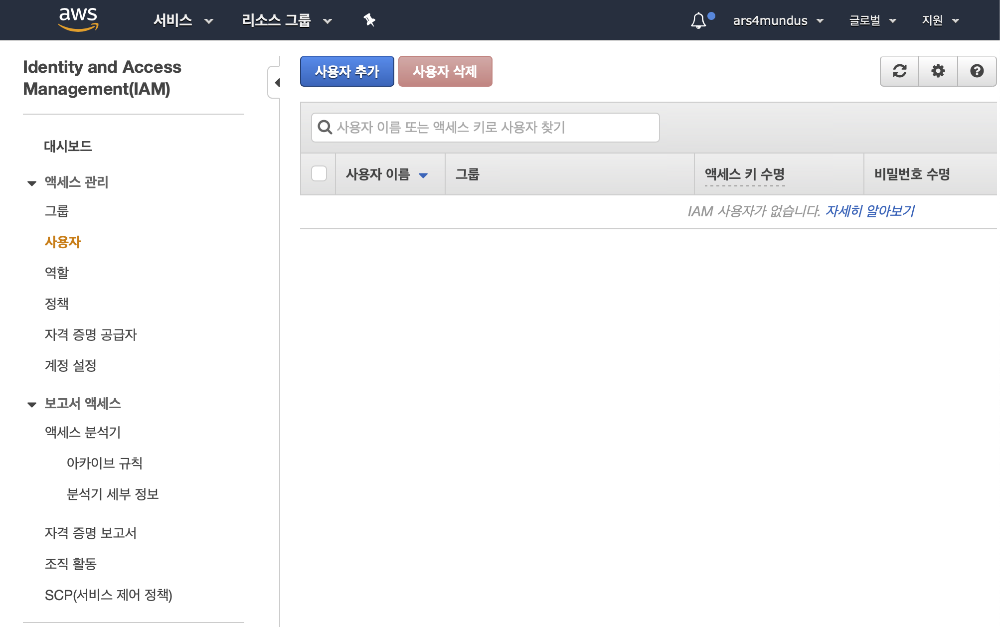 aws
서비스
리소스 그룹
ars4mundus
글로벌
지원
Identity and Access
Management(IAM)
대시보드
액세스 관리
그룹
사용자
역할
정책
자격 증명 공급자
계정 설정
보고서 액세스
액세스 분석기
아카이브 규칙
분석기 세부 정보
자격 증명 보고서
조직 활동
SCP(서비스 제어 정책)
사용자 추가
사용자 삭제
사용자 이름 또는 액세스 키로 사용자 찾기
사용자 이름
그룹
액세스 키 수명
비밀번호 수명
IAM 사용자가 없습니다. 자세히 알아보기